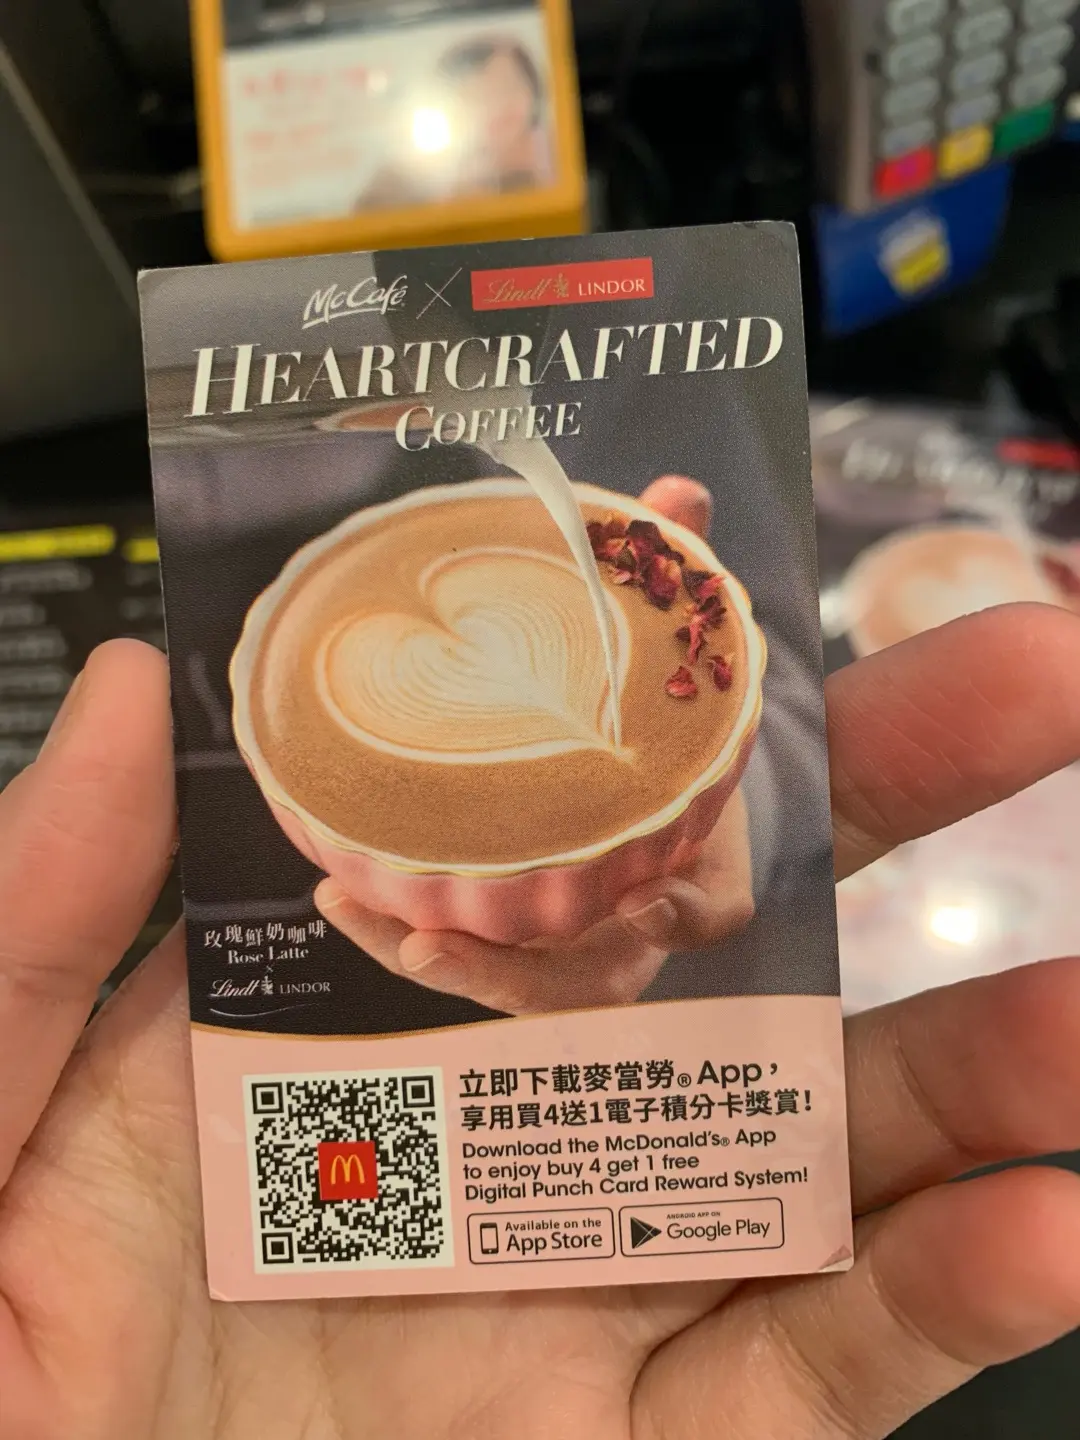 McCafé × Lindt LINDOR
HEARTCRAFTED
COFFEE
玫瑰鮮奶咖啡
Rose Latte
×
Lindt LINDOR
立即下載麥當勞® App，
享用買4送1電子積分卡獎賞！
Download the McDonald's® App
to enjoy buy 4 get 1 free
Digital Punch Card Reward System!
Available on the
App Store
ANDROID APP ON
Google Play